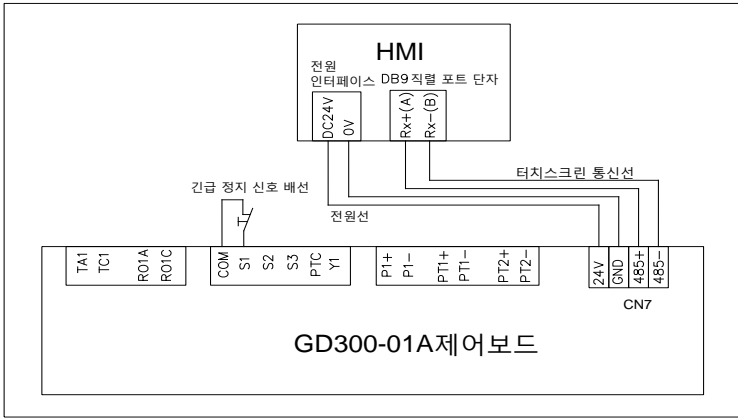 HMI
전원
인터페이스
DB9 직렬 포트 단자
DC24V
0V
Rx+(A)
Rx-(B)
터치스크린 통신선
긴급 정지 신호 배선
전원선
TA1
TC1
RO1A
RO1C
COM
S1
S2
S3
PTC
Y1
P1+
P1-
PT1+
PT1-
PT2+
PT2-
24V
GND
485+
485-
CN7
GD300-01A제어보드